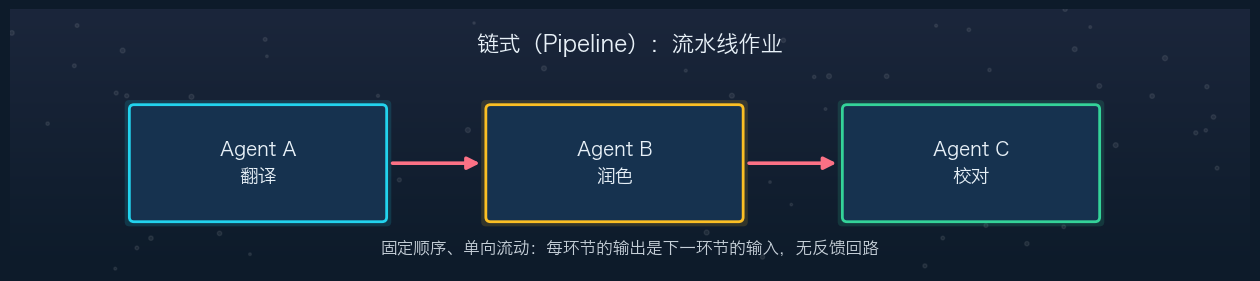 链式（Pipeline）：流水线作业
Agent A
翻译
Agent B
润色
Agent C
校对
固定顺序、单向流动：每环节的输出是下一环节的输入，无反馈回路